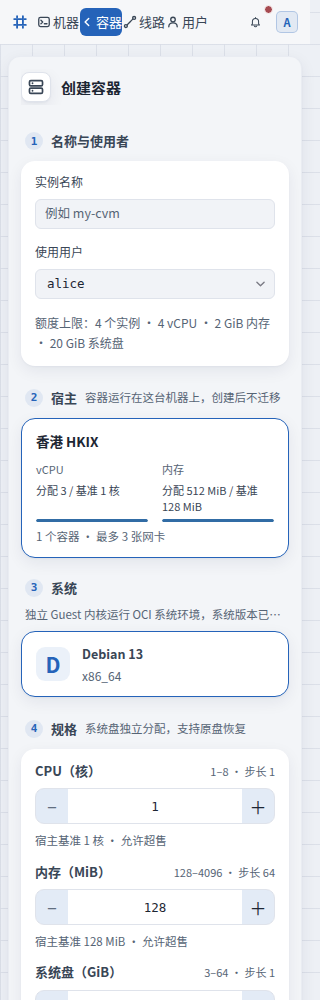 机器 容器 线路 用户 A
创建容器
1 名称与使用者
实例名称
例如 my-cvm
使用用户
alice
额度上限：4 个实例 · 4 vCPU · 2 GiB 内存
· 20 GiB 系统盘
2 宿主 容器运行在这台机器上，创建后不迁移
香港 HKIX
vCPU 内存
分配 3 / 基准 1 核 分配 512 MiB / 基准
128 MiB
1 个容器 · 最多 3 张网卡
3 系统
独立 Guest 内核运行 OCI 系统环境，系统版本已…
D Debian 13
x86_64
4 规格 系统盘独立分配，支持原盘恢复
CPU（核） 1–8 · 步长 1
− 1 +
宿主基准 1 核 · 允许超售
内存（MiB） 128–4096 · 步长 64
− 128 +
宿主基准 128 MiB · 允许超售
系统盘（GiB） 3–64 · 步长 1